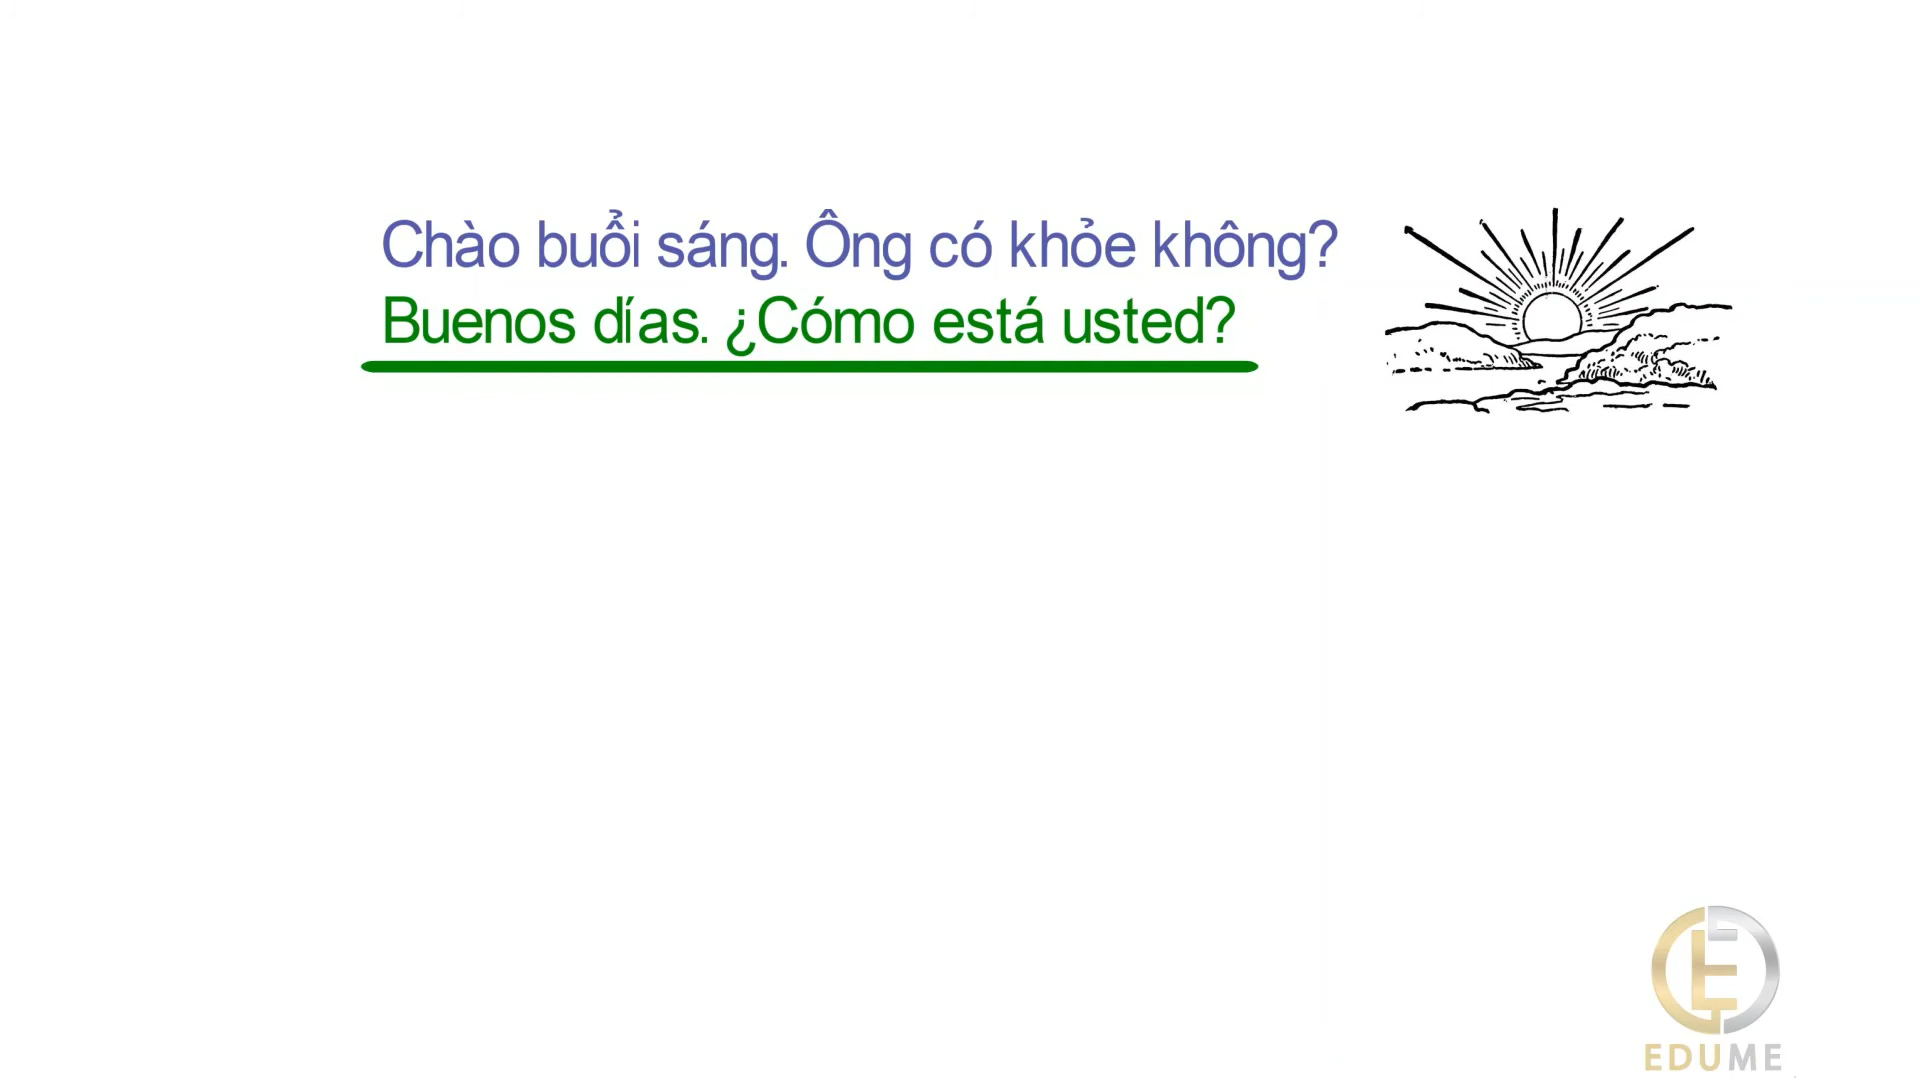 Chào buổi sáng. Ông có khỏe không?
Buenos días. ¿Cómo está usted?
EDUME